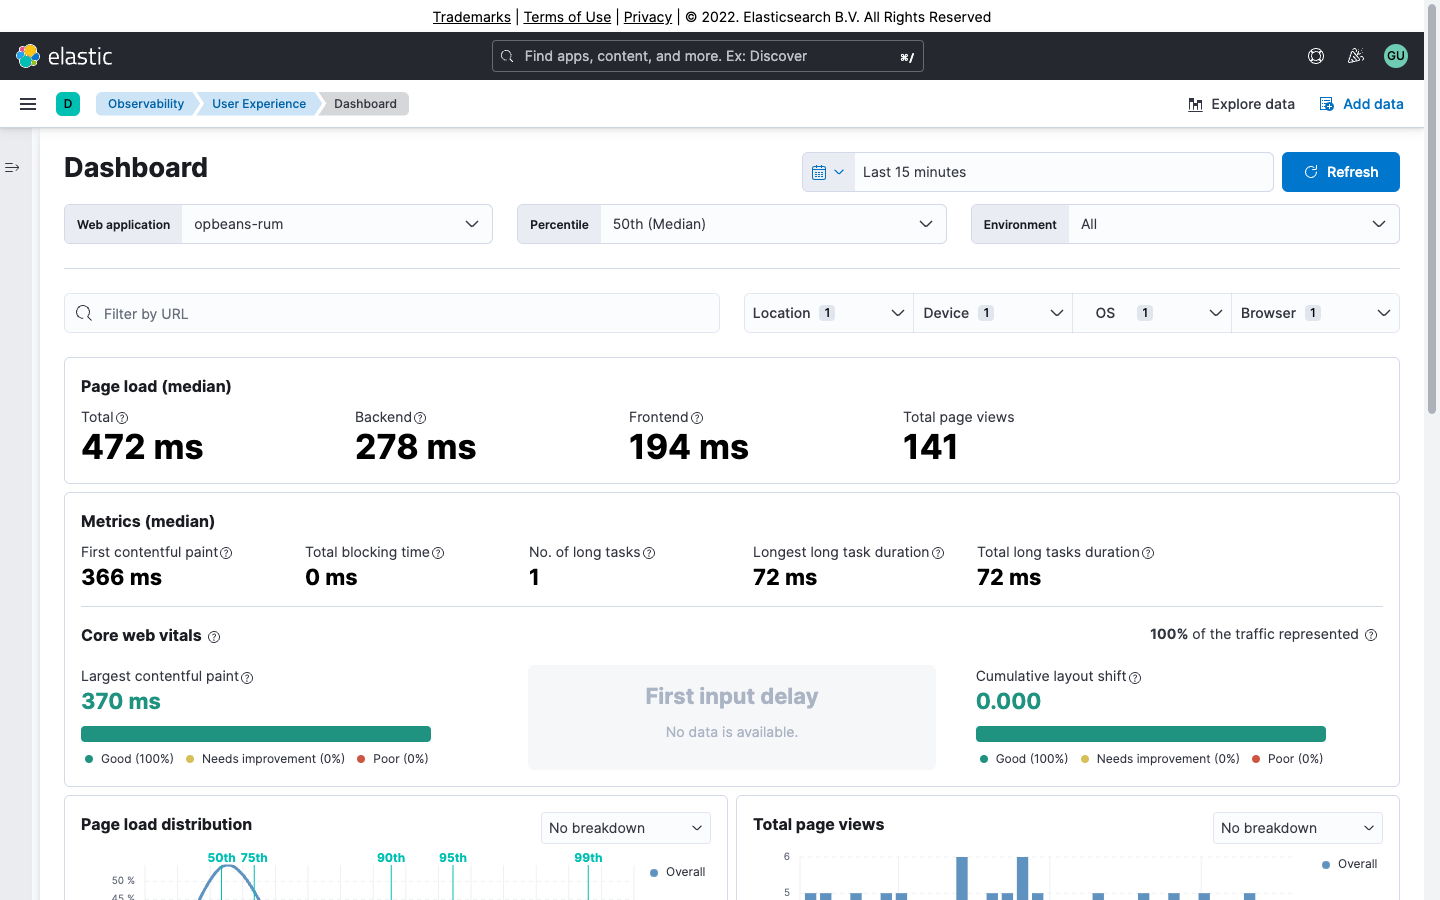 Trademarks | Terms of Use | Privacy | © 2022. Elasticsearch B.V. All Rights Reserved
elastic
Find apps, content, and more. Ex: Discover
⌘/
GU
D
Observability
User Experience
Dashboard
Explore data
Add data
Dashboard
Last 15 minutes
Refresh
Web application
opbeans-rum
Percentile
50th (Median)
Environment
All
Filter by URL
Location 1
Device 1
OS 1
Browser 1
Page load (median)
Total
472 ms
Backend
278 ms
Frontend
194 ms
Total page views
141
Metrics (median)
First contentful paint
366 ms
Total blocking time
0 ms
No. of long tasks
1
Longest long task duration
72 ms
Total long tasks duration
72 ms
Core web vitals
100% of the traffic represented
Largest contentful paint
370 ms
Good (100%)
Needs improvement (0%)
Poor (0%)
First input delay
No data is available.
Cumulative layout shift
0.000
Good (100%)
Needs improvement (0%)
Poor (0%)
Page load distribution
No breakdown
50th 75th 90th 95th 99th
Overall
50 %
45 %
Total page views
No breakdown
6
Overall
5